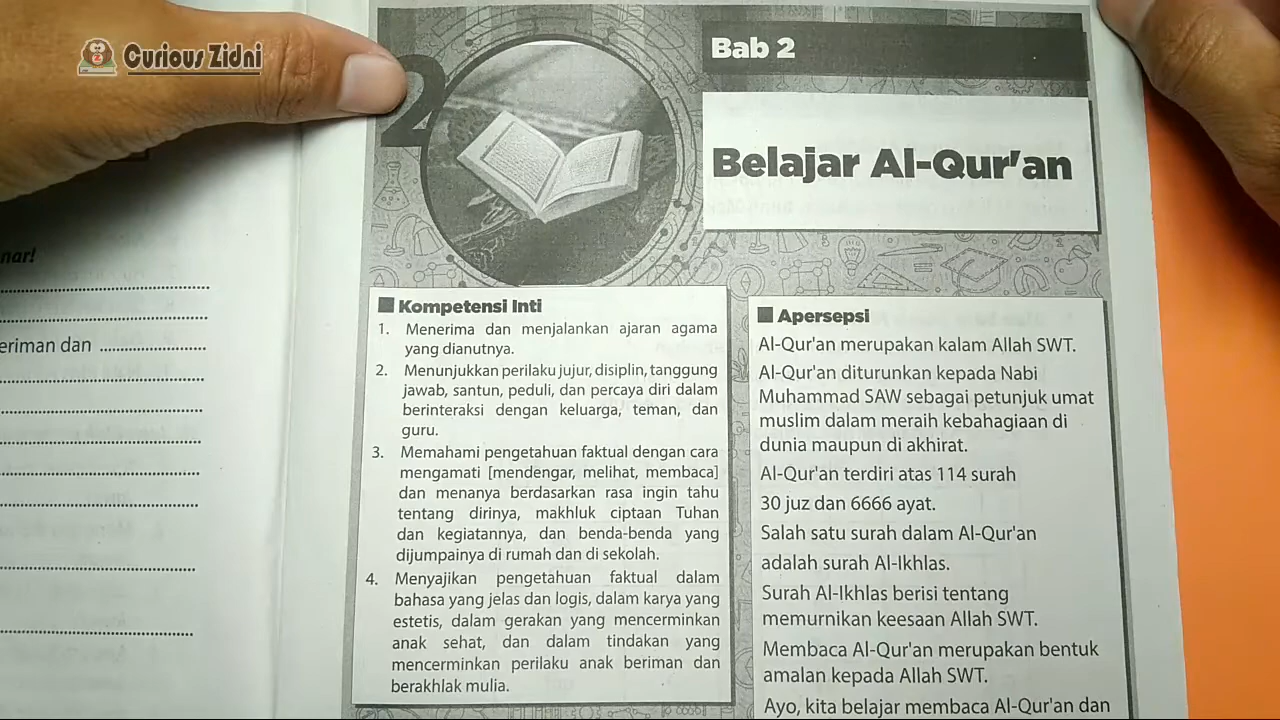 Curious Zidni
nar!
eriman dan
2
Bab 2
Belajar Al-Qur'an
Kompetensi Inti
1. Menerima dan menjalankan ajaran agama
yang dianutnya.
2. Menunjukkan perilaku jujur, disiplin, tanggung
jawab, santun, peduli, dan percaya diri dalam
berinteraksi dengan keluarga, teman, dan
guru.
3. Memahami pengetahuan faktual dengan cara
mengamati [mendengar, melihat, membaca]
dan menanya berdasarkan rasa ingin tahu
tentang dirinya, makhluk ciptaan Tuhan
dan kegiatannya, dan benda-benda yang
dijumpainya di rumah dan di sekolah.
4. Menyajikan pengetahuan faktual dalam
bahasa yang jelas dan logis, dalam karya yang
estetis, dalam gerakan yang mencerminkan
anak sehat, dan dalam tindakan yang
mencerminkan perilaku anak beriman dan
berakhlak mulia.
Apersepsi
Al-Qur'an merupakan kalam Allah SWT.
Al-Qur'an diturunkan kepada Nabi
Muhammad SAW sebagai petunjuk umat
muslim dalam meraih kebahagiaan di
dunia maupun di akhirat.
Al-Qur'an terdiri atas 114 surah
30 juz dan 6666 ayat.
Salah satu surah dalam Al-Qur'an
adalah surah Al-Ikhlas.
Surah Al-Ikhlas berisi tentang
memurnikan keesaan Allah SWT.
Membaca Al-Qur'an merupakan bentuk
amalan kepada Allah SWT.
Ayo, kita belajar membaca Al-Qur'an dan